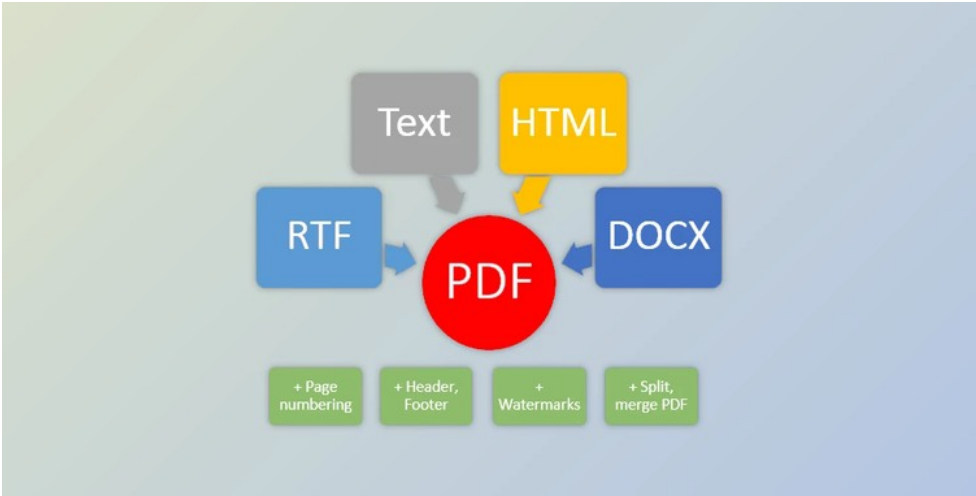 Text
HTML
RTF
DOCX
PDF
+ Page
numbering
+ Header,
Footer
+
Watermarks
+ Split,
merge PDF